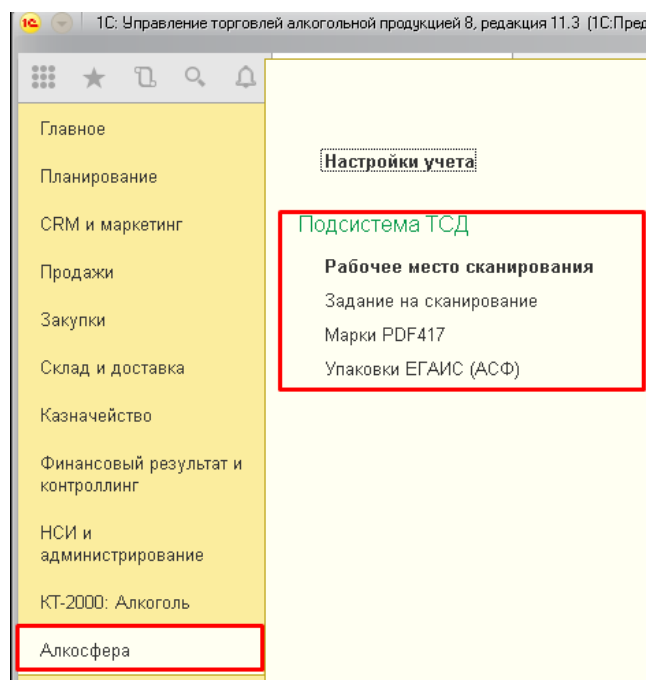 1С: Управление торговлей алкогольной продукцией 8, редакция 11.3 (1С:Пред
Главное
Планирование
CRM и маркетинг
Продажи
Закупки
Склад и доставка
Казначейство
Финансовый результат и
контроллинг
НСИ и
администрирование
КТ-2000: Алкоголь
Алкосфера
Настройки учета
Подсистема ТСД
Рабочее место сканирования
Задание на сканирование
Марки PDF417
Упаковки ЕГАИС (АСФ)